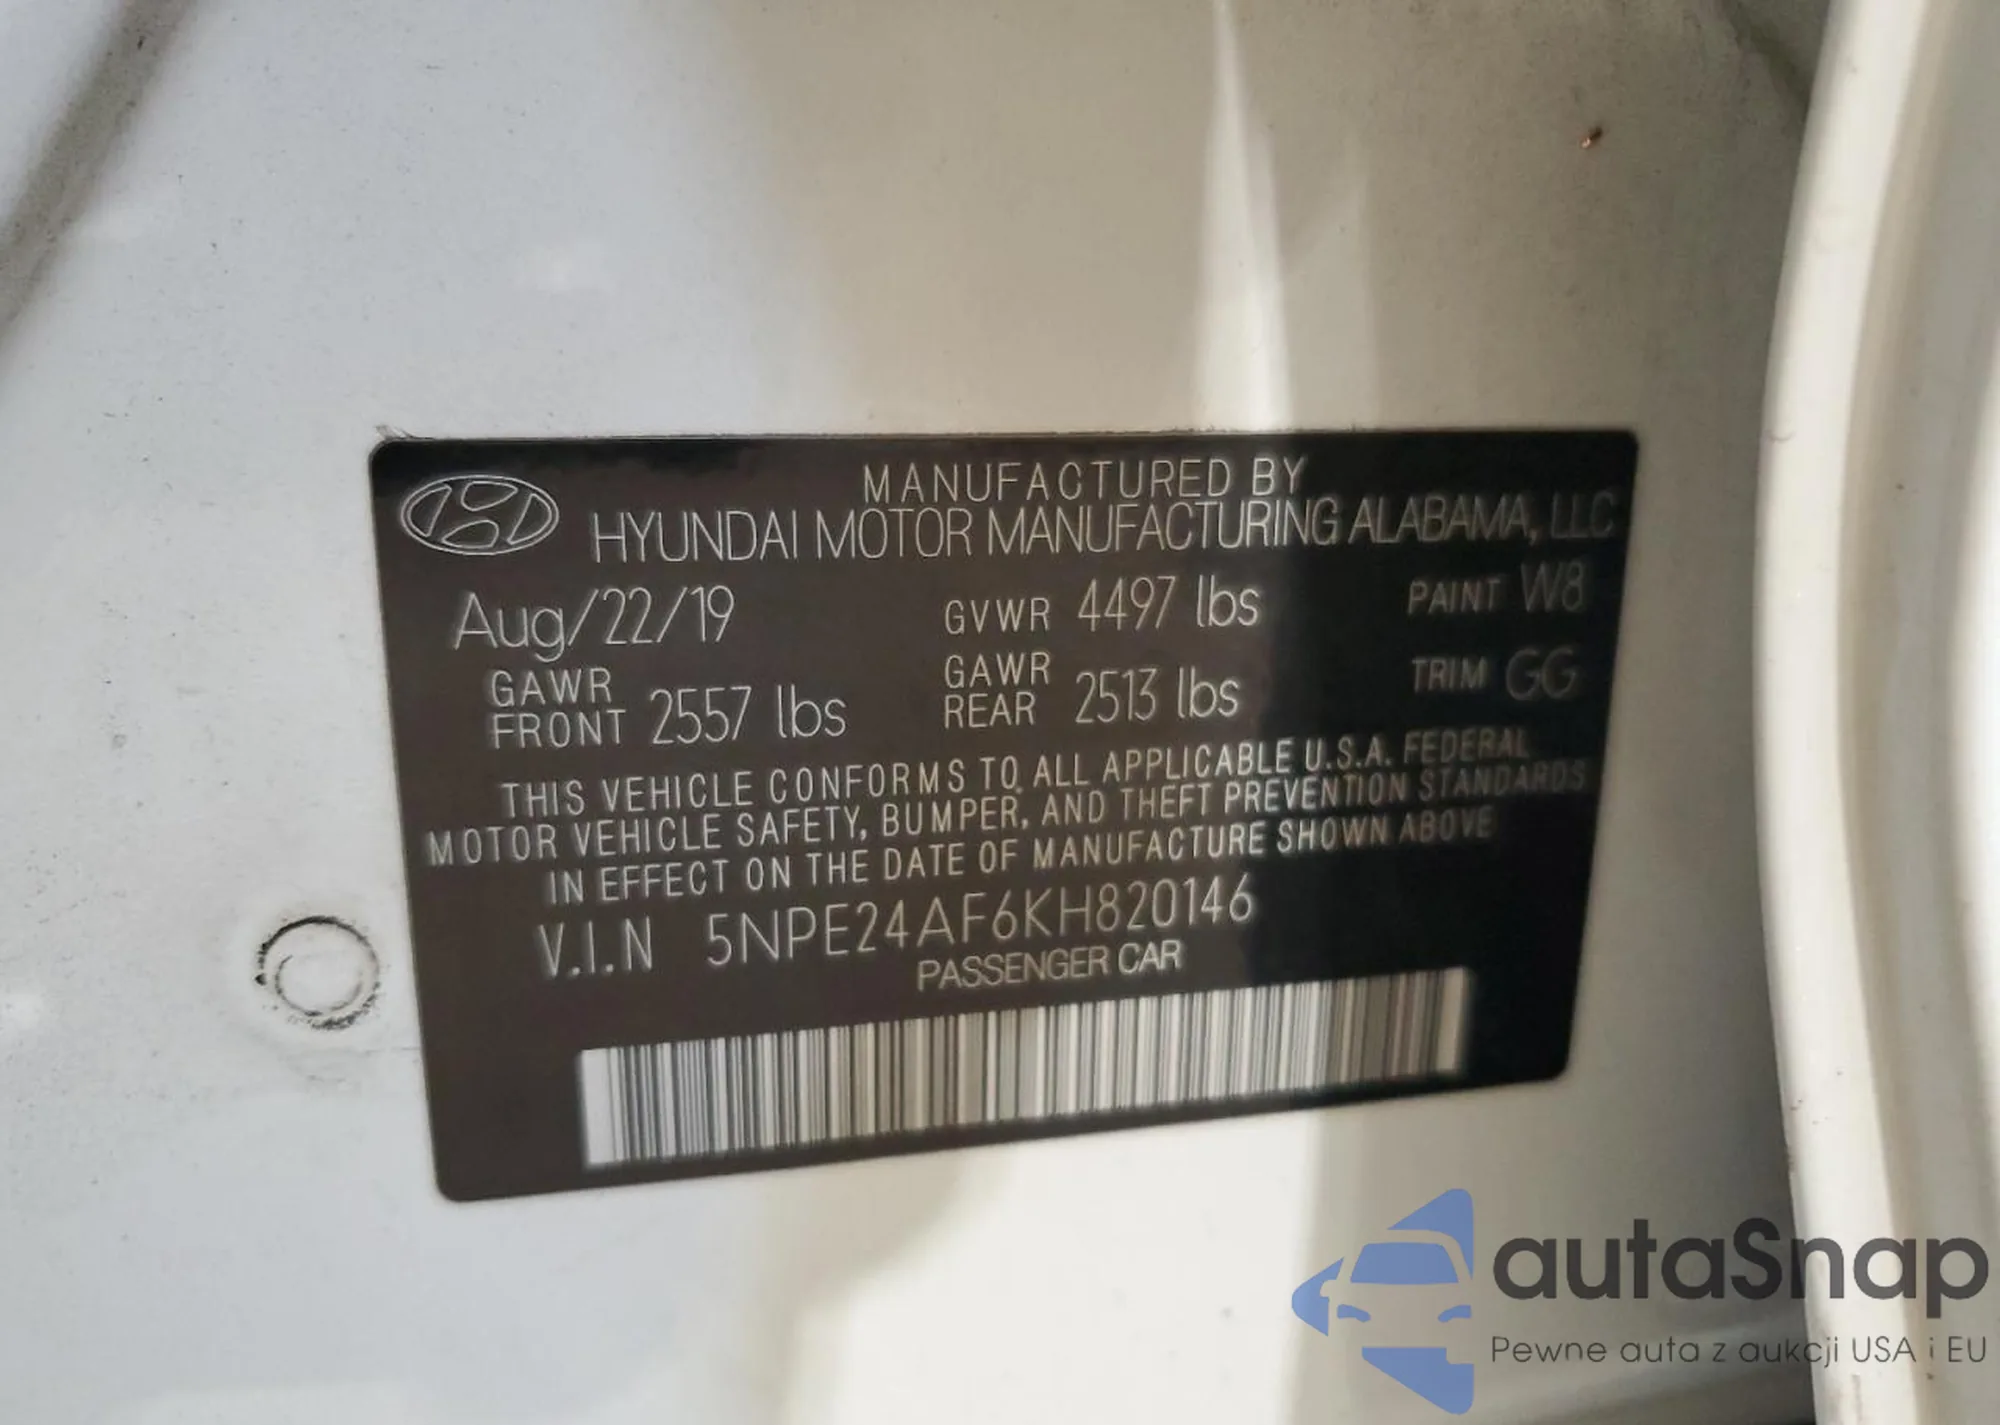 MANUFACTURED BY
HYUNDAI MOTOR MANUFACTURING ALABAMA, LLC
Aug/22/19 GVWR 4497 lbs PAINT W8
GAWR FRONT 2557 lbs GAWR REAR 2513 lbs TRIM GG
THIS VEHICLE CONFORMS TO ALL APPLICABLE U.S.A. FEDERAL
MOTOR VEHICLE SAFETY, BUMPER, AND THEFT PREVENTION STANDARDS
IN EFFECT ON THE DATE OF MANUFACTURE SHOWN ABOVE
V.I.N 5NPE24AF6KH820146
PASSENGER CAR
autaSnap
Pewne auta z aukcji USA i EU